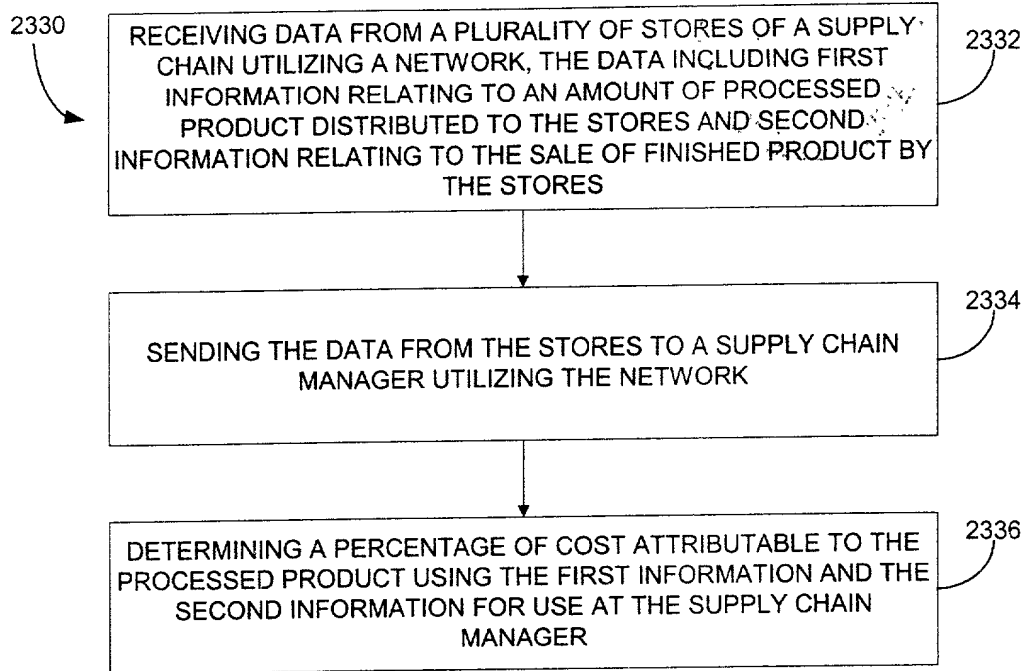 2330
RECEIVING DATA FROM A PLURALITY OF STORES OF A SUPPLY
CHAIN UTILIZING A NETWORK, THE DATA INCLUDING FIRST
INFORMATION RELATING TO AN AMOUNT OF PROCESSED
PRODUCT DISTRIBUTED TO THE STORES AND SECOND
INFORMATION RELATING TO THE SALE OF FINISHED PRODUCT BY
THE STORES
2332
SENDING THE DATA FROM THE STORES TO A SUPPLY CHAIN
MANAGER UTILIZING THE NETWORK
2334
DETERMINING A PERCENTAGE OF COST ATTRIBUTABLE TO THE
PROCESSED PRODUCT USING THE FIRST INFORMATION AND THE
SECOND INFORMATION FOR USE AT THE SUPPLY CHAIN
MANAGER
2336